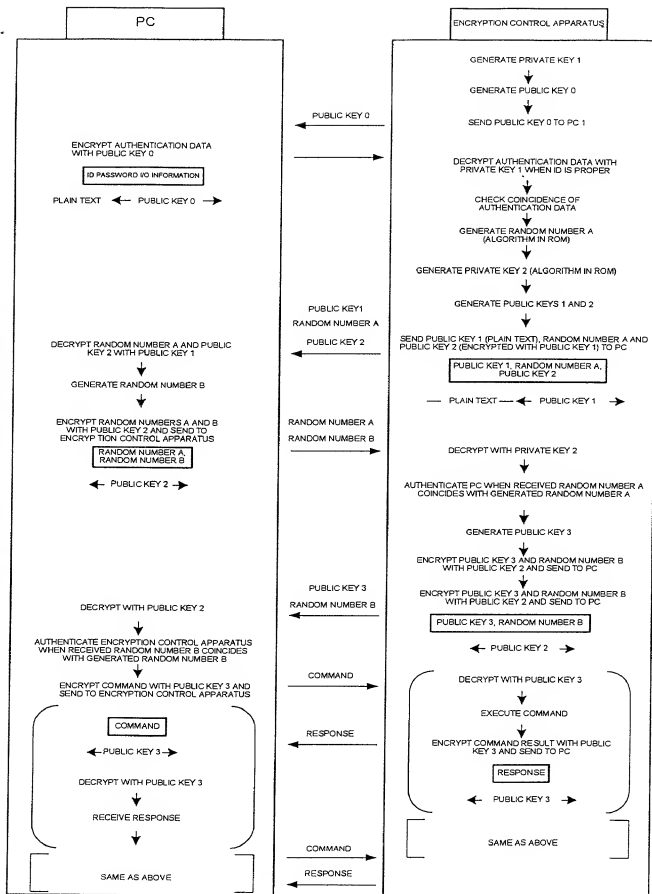 PC
ENCRYPTION CONTROL APPARATUS
GENERATE PRIVATE KEY 1
GENERATE PUBLIC KEY 0
SEND PUBLIC KEY 0 TO PC 1
PUBLIC KEY 0
ENCRYPT AUTHENTICATION DATA
WITH PUBLIC KEY 0
ID PASSWORD I/O INFORMATION
PLAIN TEXT
PUBLIC KEY 0
DECRYPT AUTHENTICATION DATA WITH
PRIVATE KEY 1 WHEN ID IS PROPER
CHECK COINCIDENCE OF
AUTHENTICATION DATA
GENERATE RANDOM NUMBER A
(ALGORITHM IN ROM)
GENERATE PRIVATE KEY 2 (ALGORITHM IN ROM)
GENERATE PUBLIC KEYS 1 AND 2
SEND PUBLIC KEY 1 (PLAIN TEXT), RANDOM NUMBER A AND
PUBLIC KEY 2 (ENCRYPTED WITH PUBLIC KEY 1) TO PC
PUBLIC KEY 1, RANDOM NUMBER A,
PUBLIC KEY 2
PLAIN TEXT
PUBLIC KEY 1
PUBLIC KEY1
RANDOM NUMBER A
PUBLIC KEY 2
DECRYPT RANDOM NUMBER A AND PUBLIC
KEY 2 WITH PUBLIC KEY 1
GENERATE RANDOM NUMBER B
ENCRYPT RANDOM NUMBERS A AND B
WITH PUBLIC KEY 2 AND SEND TO
ENCRYPTION CONTROL APPARATUS
RANDOM NUMBER A,
RANDOM NUMBER B
PUBLIC KEY 2
RANDOM NUMBER A
RANDOM NUMBER B
DECRYPT WITH PRIVATE KEY 2
AUTHENTICATE PC WHEN RECEIVED RANDOM NUMBER A
COINCIDES WITH GENERATED RANDOM NUMBER A
GENERATE PUBLIC KEY 3
ENCRYPT PUBLIC KEY 3 AND RANDOM NUMBER B
WITH PUBLIC KEY 2 AND SEND TO PC
ENCRYPT PUBLIC KEY 3 AND RANDOM NUMBER B
WITH PUBLIC KEY 2 AND SEND TO PC
PUBLIC KEY 3, RANDOM NUMBER B
PUBLIC KEY 2
PUBLIC KEY 3
RANDOM NUMBER B
DECRYPT WITH PUBLIC KEY 2
AUTHENTICATE ENCRYPTION CONTROL APPARATUS
WHEN RECEIVED RANDOM NUMBER B COINCIDES
WITH GENERATED RANDOM NUMBER B
ENCRYPT COMMAND WITH PUBLIC KEY 3 AND
SEND TO ENCRYPTION CONTROL APPARATUS
COMMAND
COMMAND
PUBLIC KEY 3
DECRYPT WITH PUBLIC KEY 3
RECEIVE RESPONSE
DECRYPT WITH PUBLIC KEY 3
EXECUTE COMMAND
ENCRYPT COMMAND RESULT WITH PUBLIC
KEY 3 AND SEND TO PC
RESPONSE
PUBLIC KEY 3
RESPONSE
SAME AS ABOVE
COMMAND
RESPONSE
SAME AS ABOVE